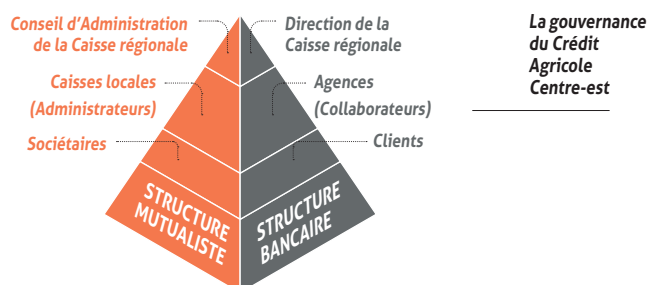 Conseil d’Administration
de la Caisse régionale
Caisses locales
(Administrateurs)
Sociétaires
STRUCTURE
MUTUALISTE
Direction de la
Caisse régionale
Agences
(Collaborateurs)
Clients
STRUCTURE
BANCAIRE
La gouvernance
du Crédit
Agricole
Centre-est